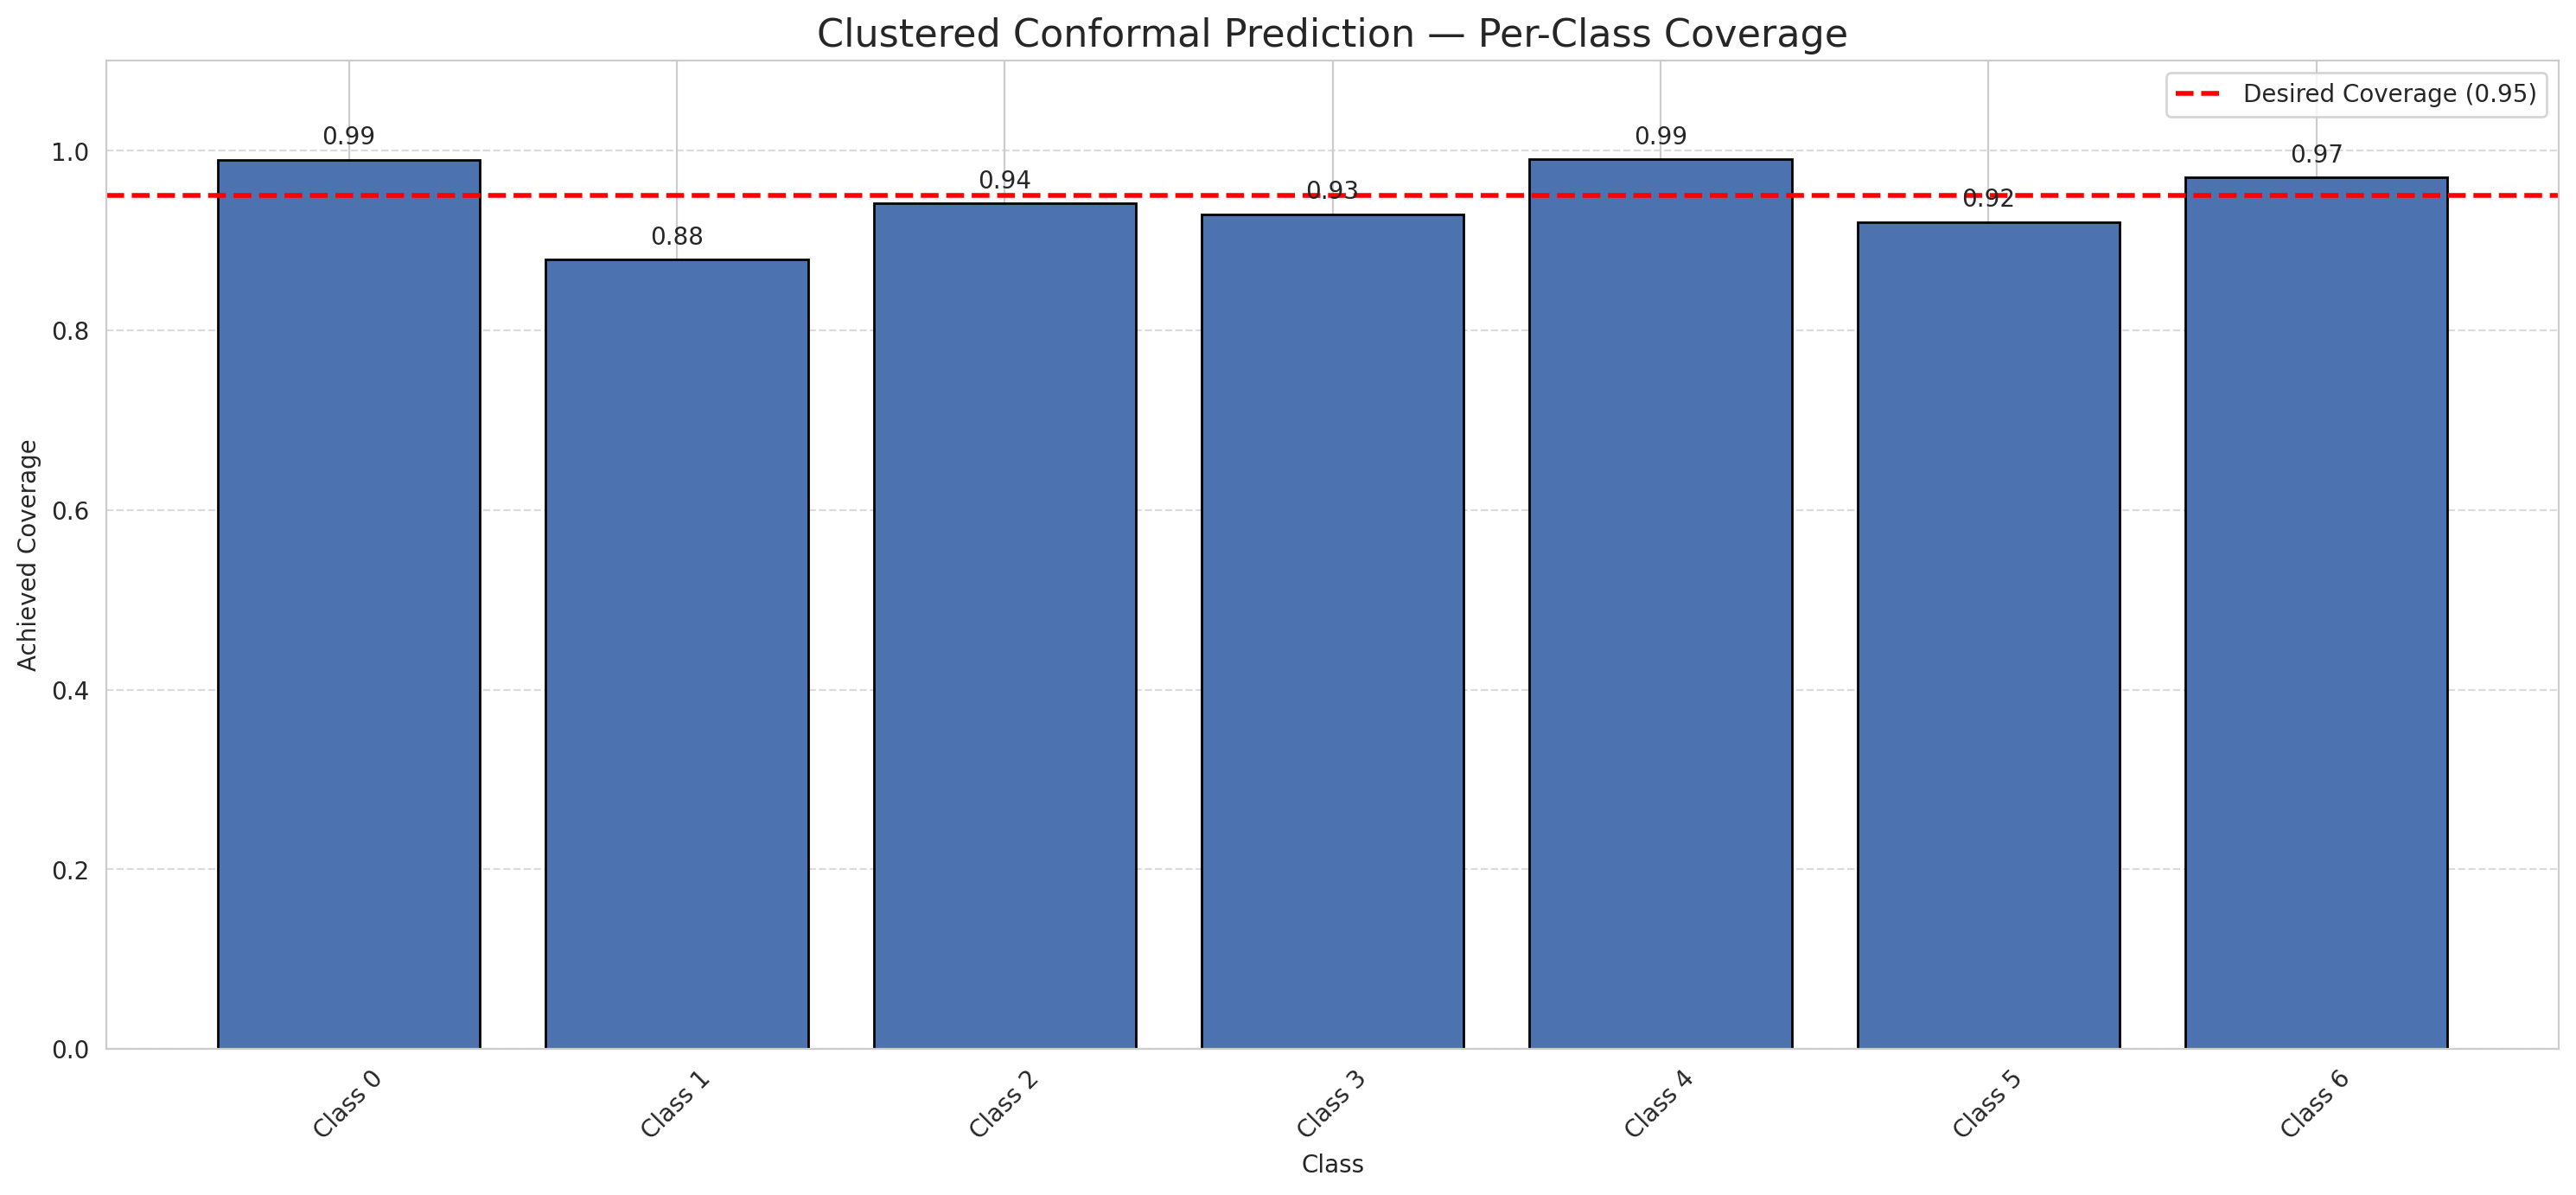 Clustered Conformal Prediction — Per-Class Coverage
Desired Coverage (0.95)
Achieved Coverage
1.0
0.8
0.6
0.4
0.2
0.0
0.99
0.88
0.94
0.93
0.99
0.92
0.97
Class 0
Class 1
Class 2
Class 3
Class 4
Class 5
Class 6
Class